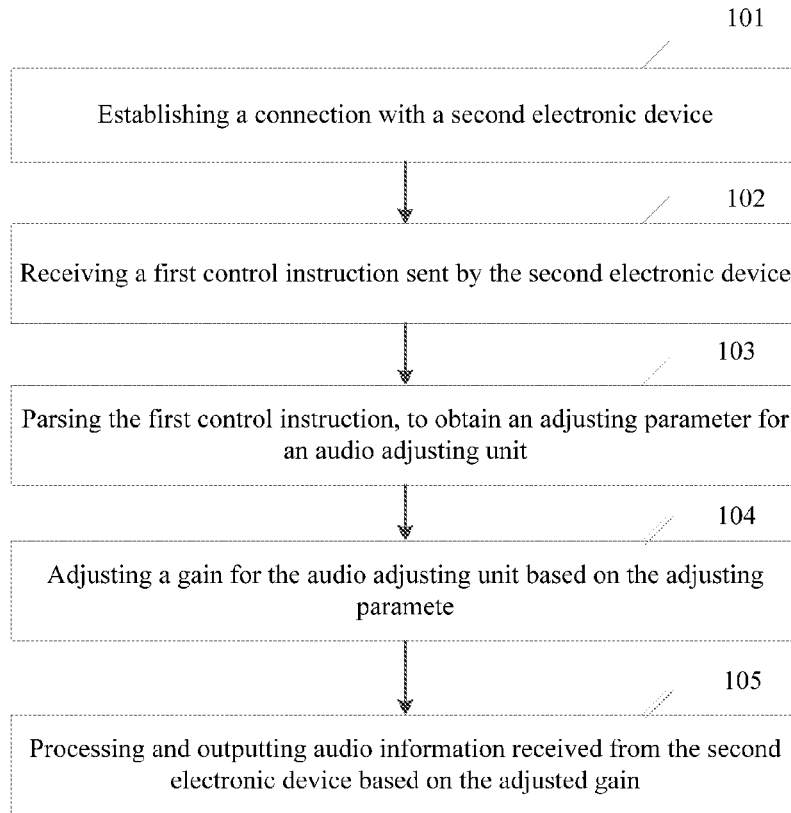 101
Establishing a connection with a second electronic device
102
Receiving a first control instruction sent by the second electronic device
103
Parsing the first control instruction, to obtain an adjusting parameter for
an audio adjusting unit
104
Adjusting a gain for the audio adjusting unit based on the adjusting
paramete
105
Processing and outputting audio information received from the second
electronic device based on the adjusted gain